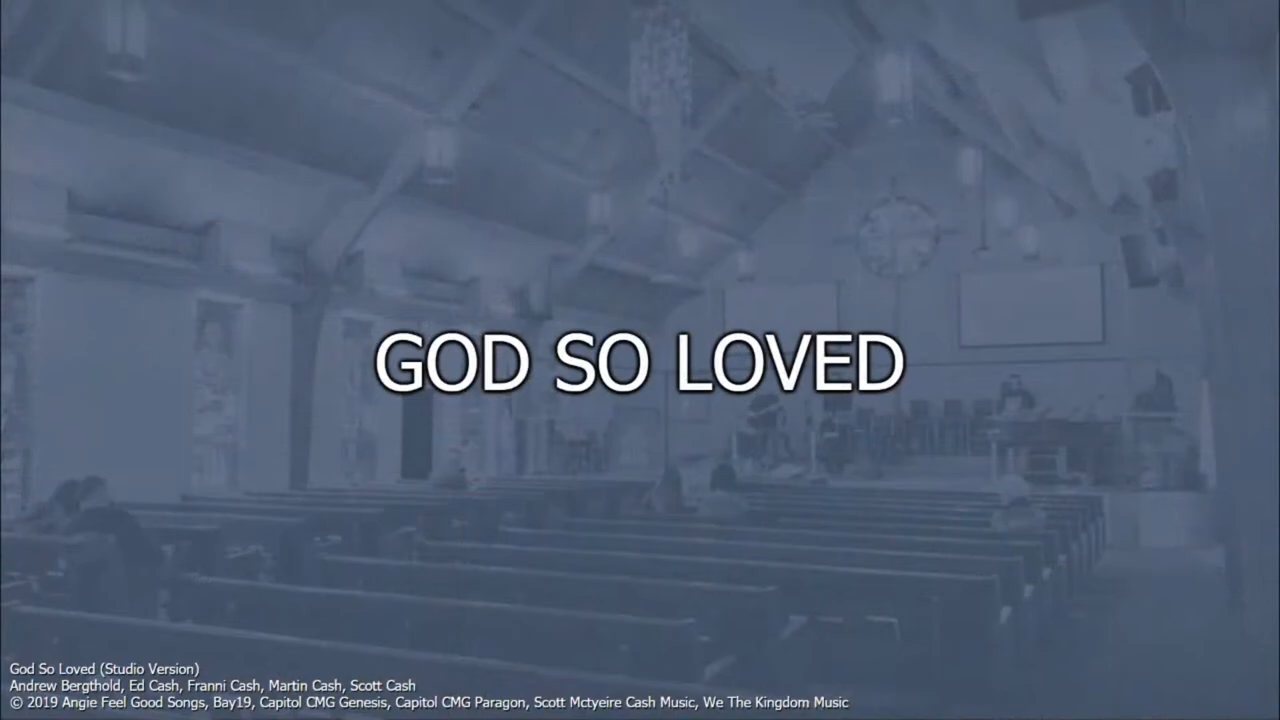 GOD SO LOVED
God So Loved (Studio Version)
Andrew Bergthold, Ed Cash, Franni Cash, Martin Cash, Scott Cash
© 2019 Angie Feel Good Songs, Bay19, Capitol CMG Genesis, Capitol CMG Paragon, Scott Mctyeire Cash Music, We The Kingdom Music